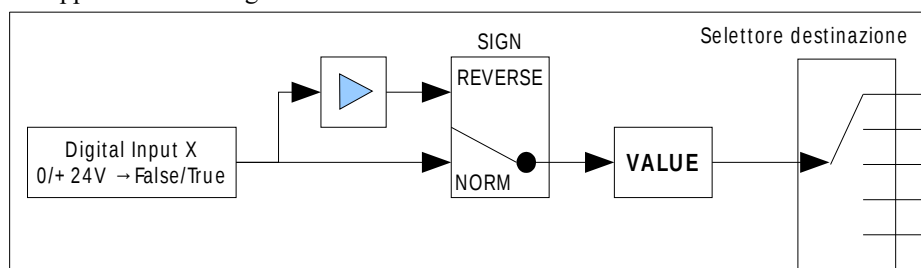 SIGN
Selettore destinazione
REVERSE
Digital Input X
0/+ 24V → False/True
VALUE
NORM